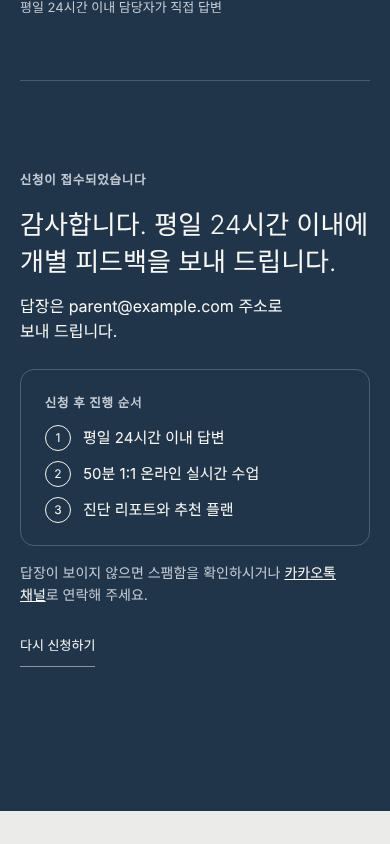 평일 24시간 이내 담당자가 직접 답변
신청이 접수되었습니다
감사합니다. 평일 24시간 이내에
개별 피드백을 보내 드립니다.
답장은 parent@example.com 주소로
보내 드립니다.
신청 후 진행 순서
1 평일 24시간 이내 답변
2 50분 1:1 온라인 실시간 수업
3 진단 리포트와 추천 플랜
답장이 보이지 않으면 스팸함을 확인하시거나 카카오톡
채널로 연락해 주세요.
다시 신청하기